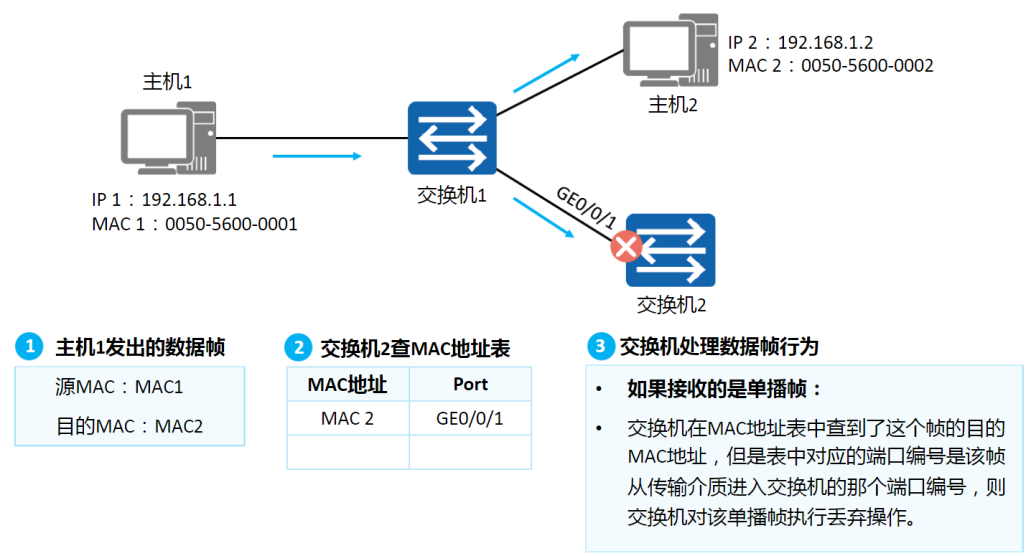 主机1
IP 1：192.168.1.1
MAC 1：0050-5600-0001
交换机1
IP 2：192.168.1.2
MAC 2：0050-5600-0002
主机2
GE0/0/1
交换机2
1 主机1发出的数据帧
源MAC：MAC1
目的MAC：MAC2
2 交换机2查MAC地址表
MAC地址 Port
MAC 2 GE0/0/1
3 交换机处理数据帧行为
• 如果接收的是单播帧：
• 交换机在MAC地址表中查到了这个帧的目的
MAC地址，但是表中对应的端口编号是该帧
从传输介质进入交换机的那个端口编号，则
交换机对该单播帧执行丢弃操作。